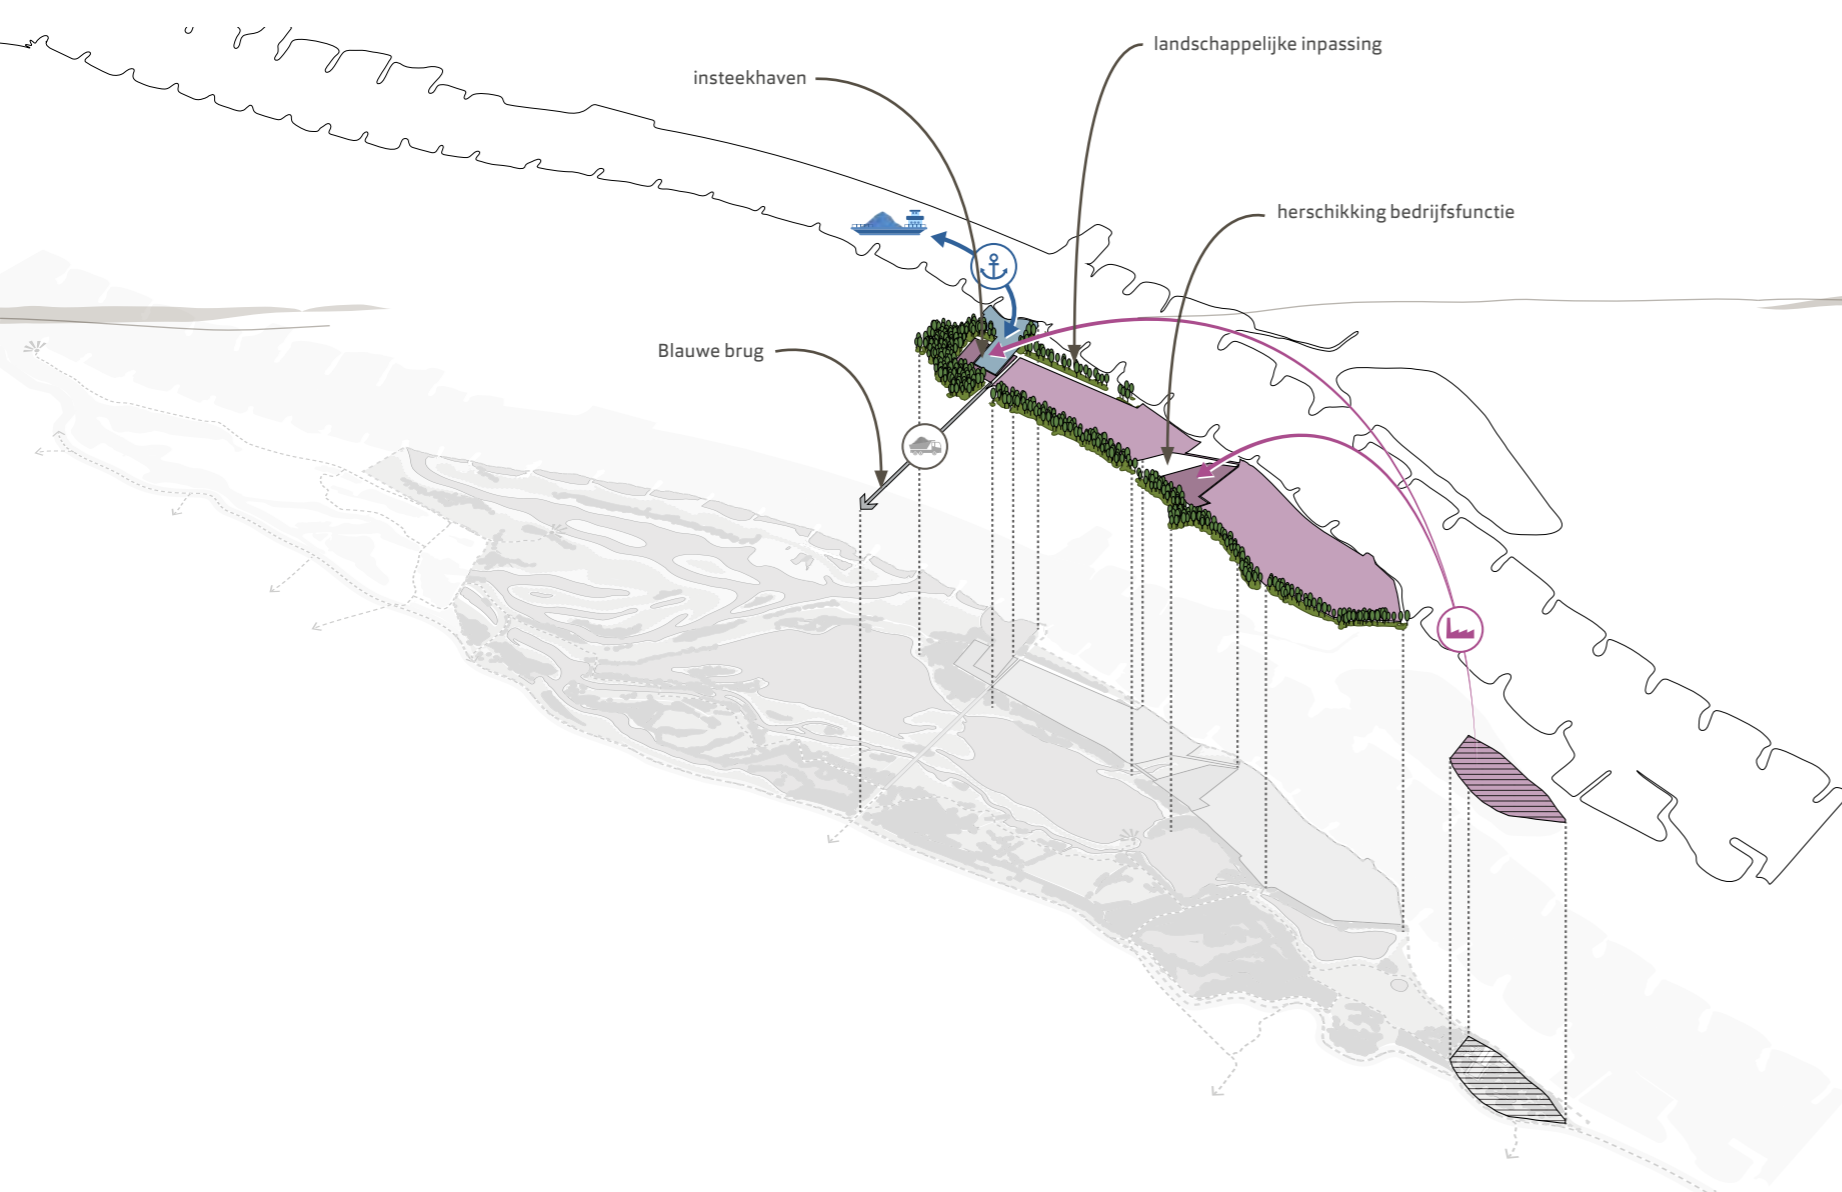 landschappelijke inpassing
insteekhaven
herschikking bedrijfsfunctie
Blauwe brug